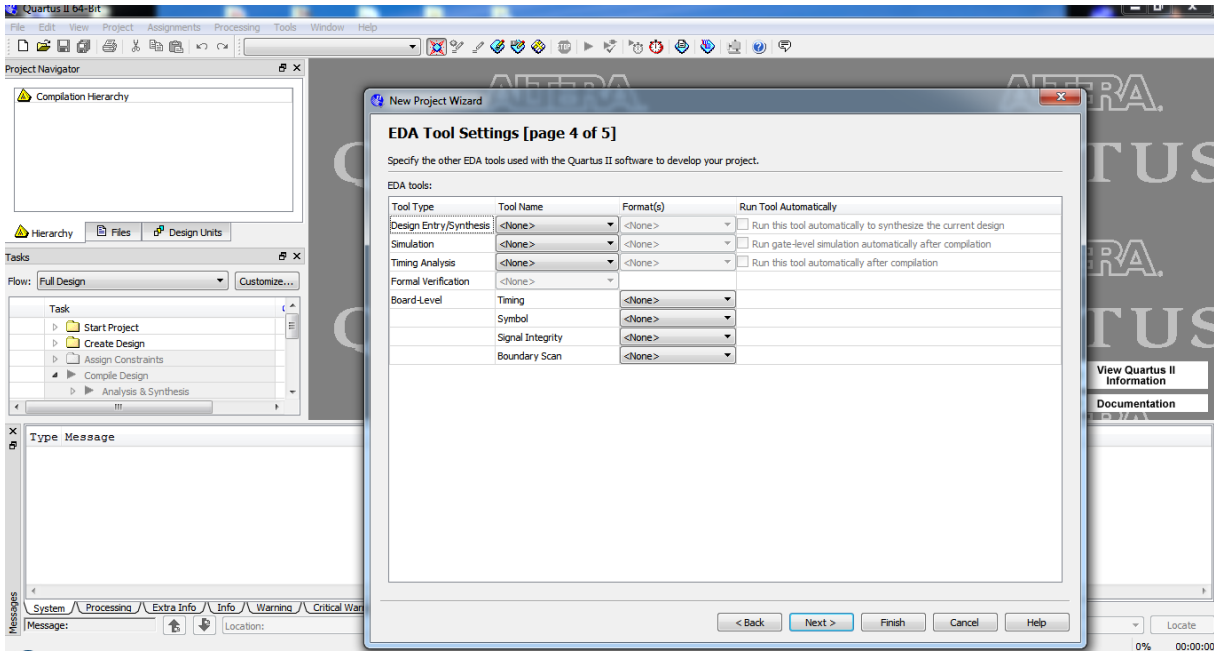 Quartus II 64-Bit
File Edit View Project Assignments Processing Tools Window Help
Project Navigator
Compilation Hierarchy
Hierarchy Files Design Units
Tasks
Flow: Full Design Customize...
Task
Start Project
Create Design
Assign Constraints
Compile Design
Analysis & Synthesis
ALTERA
New Project Wizard
EDA Tool Settings [page 4 of 5]
Specify the other EDA tools used with the Quartus II software to develop your project.
EDA tools:
Tool Type Tool Name Format(s) Run Tool Automatically
Design Entry/Synthesis <None> <None> Run this tool automatically to synthesize the current design
Simulation <None> <None> Run gate-level simulation automatically after compilation
Timing Analysis <None> <None> Run this tool automatically after compilation
Formal Verification <None>
Board-Level Timing <None>
Symbol <None>
Signal Integrity <None>
Boundary Scan <None>
< Back Next > Finish Cancel Help
RA.
TUS
RA.
TUS
View Quartus II
Information
Documentation
Type Message
System Processing Extra Info Info Warning Critical War
Messages
Message: Location: Locate
0% 00:00:00